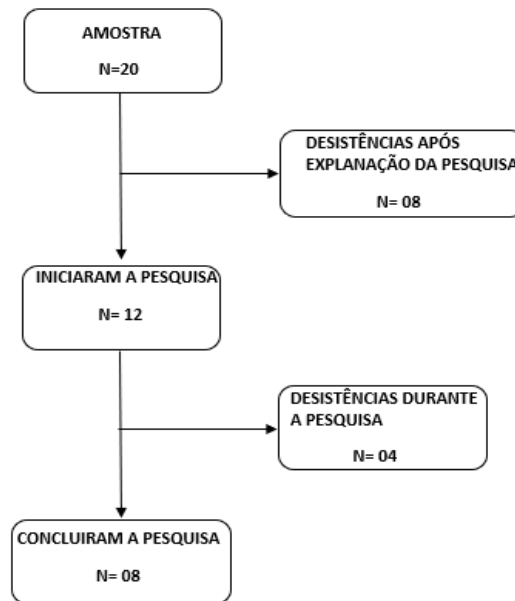 AMOSTRA
N=20
DESISTÊNCIAS APÓS
EXPLANAÇÃO DA PESQUISA
N= 08
INICIARAM A PESQUISA
N= 12
DESISTÊNCIAS DURANTE
A PESQUISA
N= 04
CONCLUIRAM A PESQUISA
N= 08